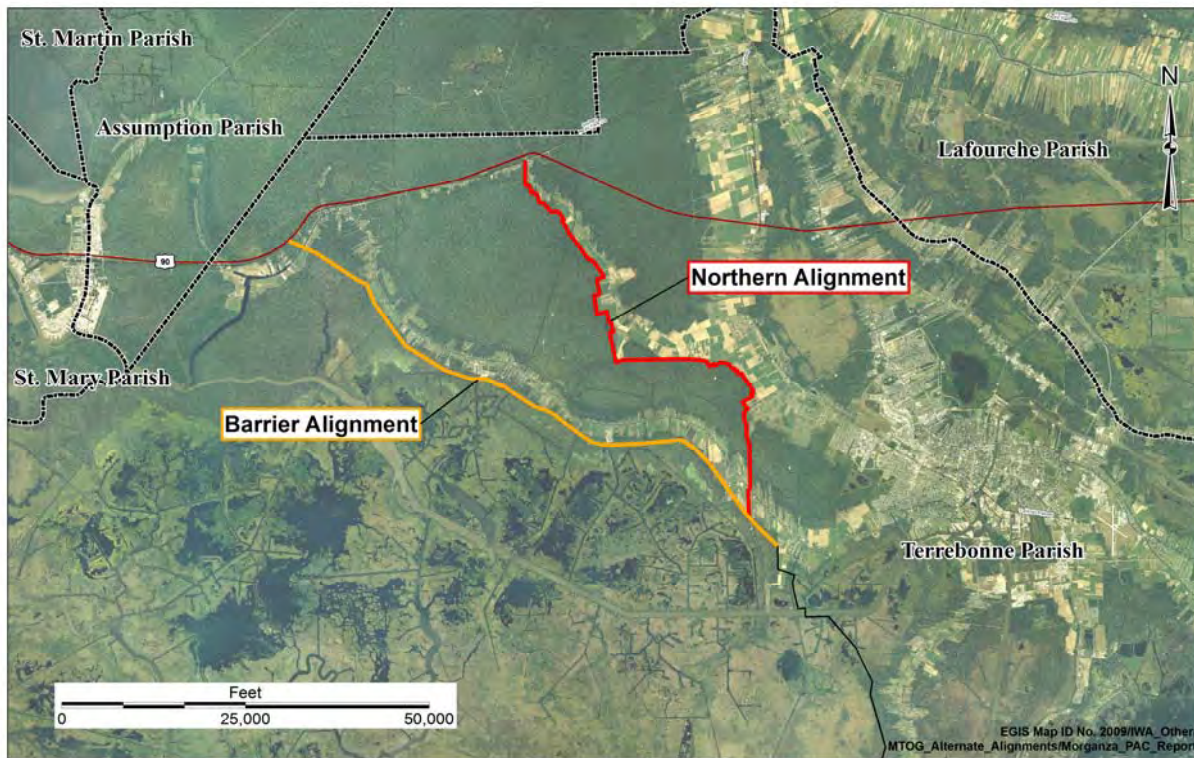 St. Martin Parish
Assumption Parish
N
Lafourche Parish
90
Northern Alignment
St. Mary Parish
Barrier Alignment
Terrebonne Parish
Feet
0 25,000 50,000
EGIS Map ID No. 2009/IWA_Other
MTOG_Alternate_Alignments/Morganza_PAC_Report